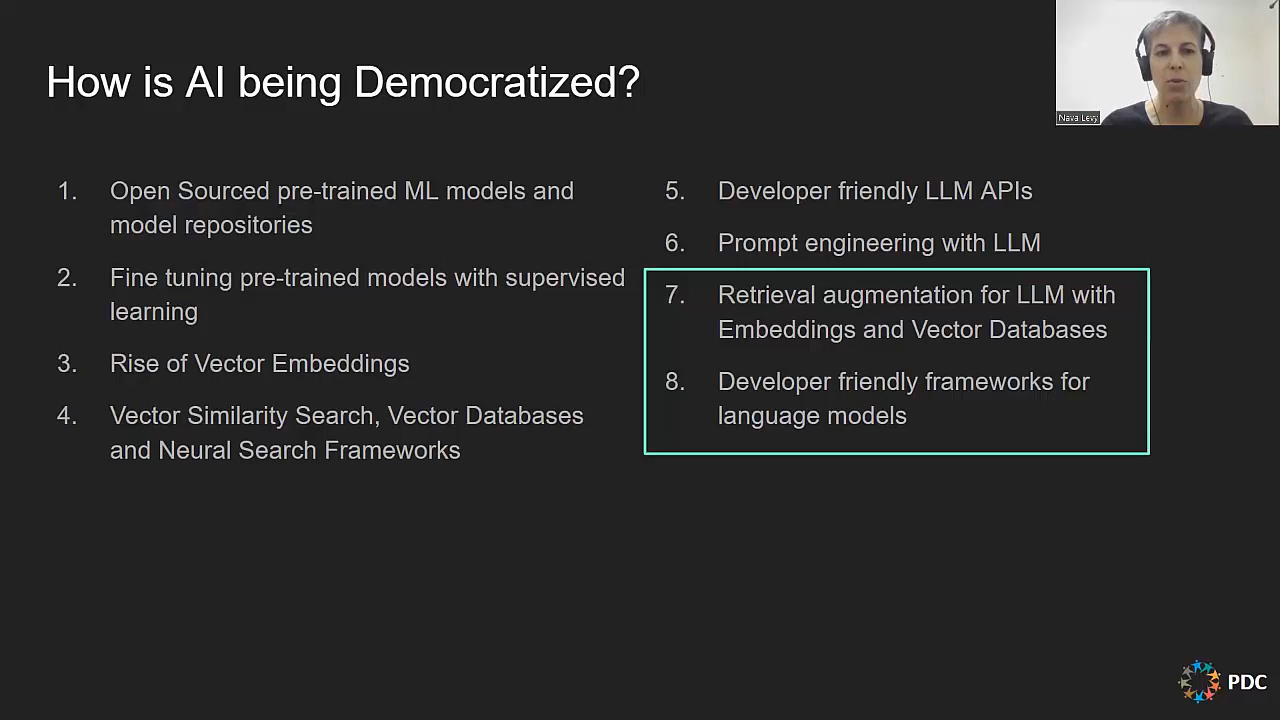 How is AI being Democratized?
Nava Levy
1. Open Sourced pre-trained ML models and
model repositories
2. Fine tuning pre-trained models with supervised
learning
3. Rise of Vector Embeddings
4. Vector Similarity Search, Vector Databases
and Neural Search Frameworks
5. Developer friendly LLM APIs
6. Prompt engineering with LLM
7. Retrieval augmentation for LLM with
Embeddings and Vector Databases
8. Developer friendly frameworks for
language models
PDC